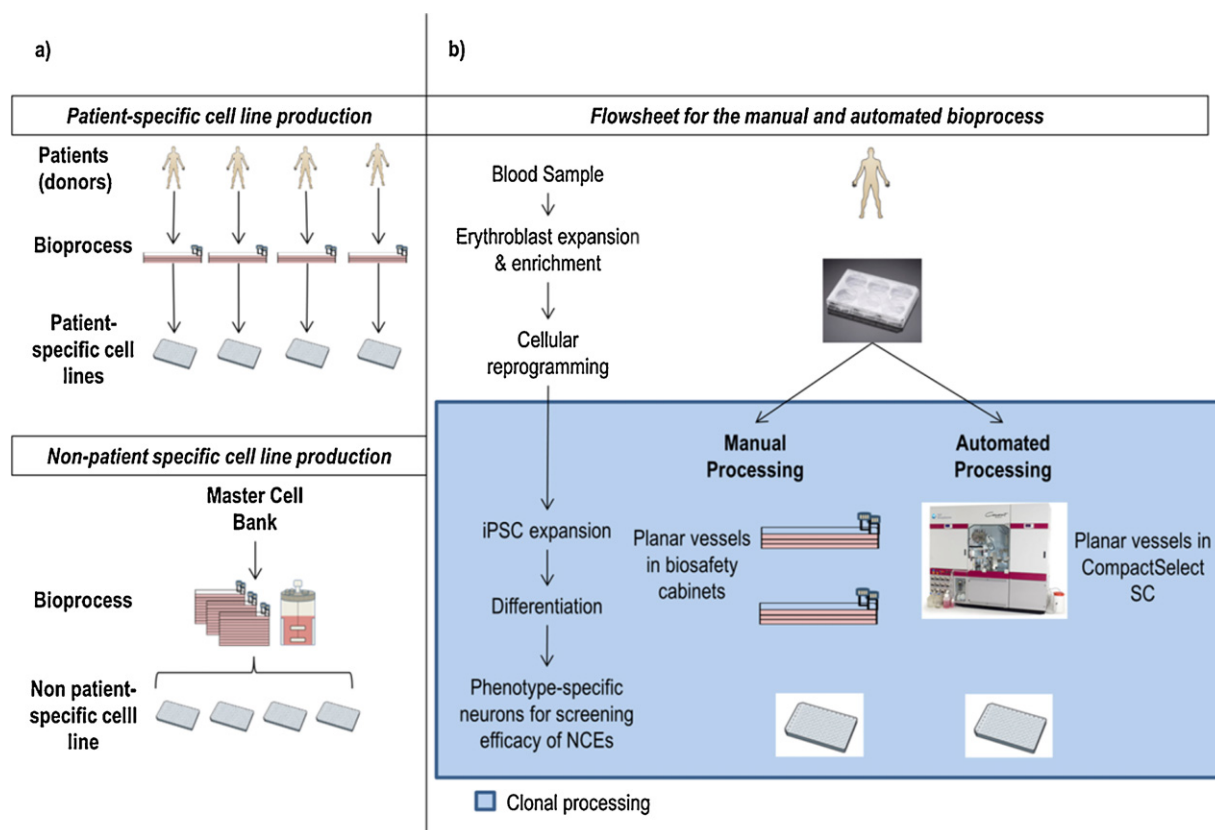 a)
Patient-specific cell line production
Patients
(donors)
Bioprocess
Patient-
specific cell
lines
Non-patient specific cell line production
Master Cell
Bank
Bioprocess
Non patient-
specific celll
line
b)
Flowsheet for the manual and automated bioprocess
Blood Sample
Erythroblast expansion
& enrichment
Cellular
reprogramming
iPSC expansion
Differentiation
Phenotype-specific
neurons for screening
efficacy of NCEs
Manual
Processing
Planar vessels
in biosafety
cabinets
Automated
Processing
Planar vessels in
CompactSelect
SC
Clonal processing